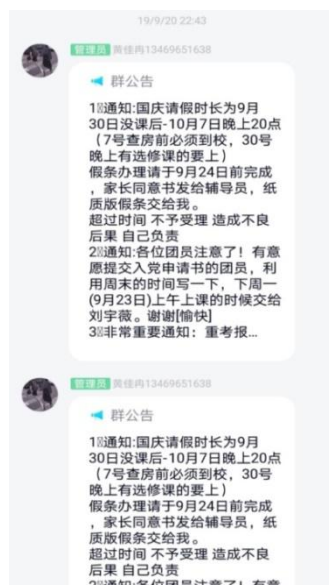 19/9/20 22:43
管理员 黄佳冉13469651638
群公告
1通知:国庆请假时长为9月
30日没课后-10月7日晚上20点
（7号查房前必须到校，30号
晚上有选修课的要上）
假条办理请于9月24日前完成
，家长同意书发给辅导员，纸
质版假条交给我。
超过时间 不予受理 造成不良
后果 自己负责
2通知:各位团员注意了！有意
愿提交入党申请书的团员，利
用周末的时间写一下，下周一
(9月23日)上午上课的时候交给
刘宇薇。谢谢[愉快]
3非常重要通知：重考报...
管理员 黄佳冉13469651638
群公告
1通知:国庆请假时长为9月
30日没课后-10月7日晚上20点
（7号查房前必须到校，30号
晚上有选修课的要上）
假条办理请于9月24日前完成
，家长同意书发给辅导员，纸
质版假条交给我。
超过时间 不予受理 造成不良
后果 自己负责
2通知:各位团员注意了！有意